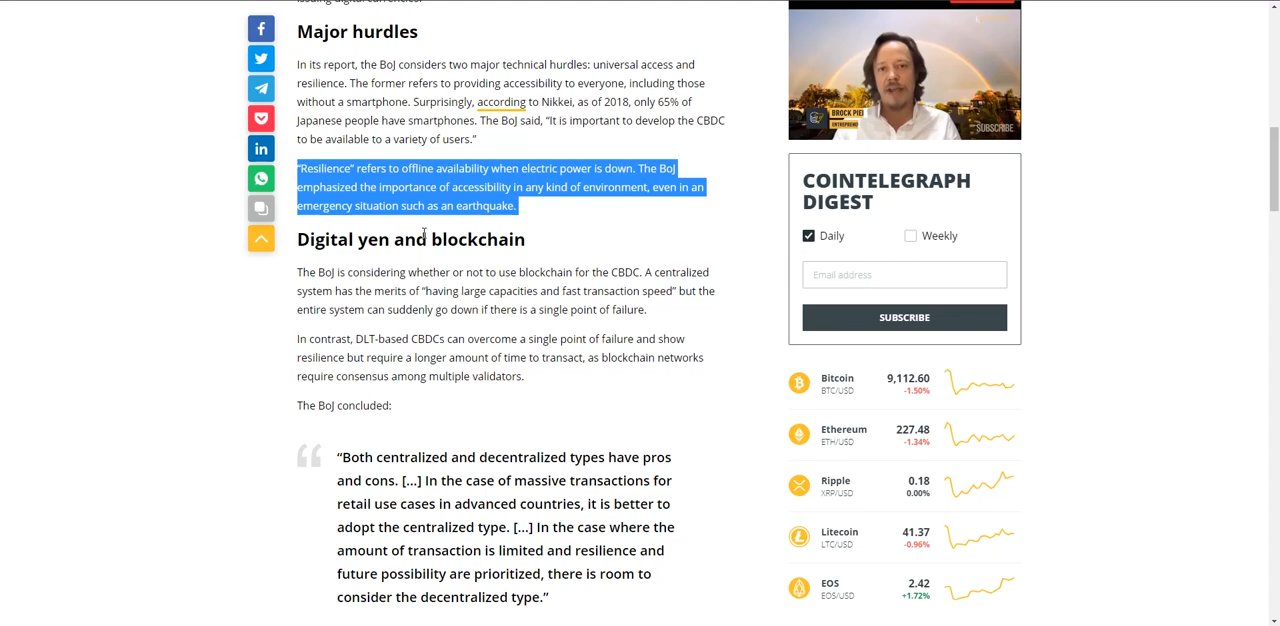 issuing digital currencies.
Major hurdles
In its report, the BoJ considers two major technical hurdles: universal access and
resilience. The former refers to providing accessibility to everyone, including those
without a smartphone. Surprisingly, according to Nikkei, as of 2018, only 65% of
Japanese people have smartphones. The BoJ said, “It is important to develop the CBDC
to be available to a variety of users.”
“Resilience” refers to offline availability when electric power is down. The BoJ
emphasized the importance of accessibility in any kind of environment, even in an
emergency situation such as an earthquake.
Digital yen and blockchain
The BoJ is considering whether or not to use blockchain for the CBDC. A centralized
system has the merits of “having large capacities and fast transaction speed” but the
entire system can suddenly go down if there is a single point of failure.
In contrast, DLT-based CBDCs can overcome a single point of failure and show
resilience but require a longer amount of time to transact, as blockchain networks
require consensus among multiple validators.
The BoJ concluded:
“Both centralized and decentralized types have pros
and cons. [...] In the case of massive transactions for
retail use cases in advanced countries, it is better to
adopt the centralized type. [...] In the case where the
amount of transaction is limited and resilience and
future possibility are prioritized, there is room to
consider the decentralized type.”
BROCK PIE
ENTREPRENE
SUBSCRIBE
COINTELEGRAPH
DIGEST
Daily
Weekly
Email address
SUBSCRIBE
Bitcoin 9,112.60
BTC/USD -1.50%
Ethereum 227.48
ETH/USD -1.34%
Ripple 0.18
XRP/USD 0.00%
Litecoin 41.37
LTC/USD -0.96%
EOS 2.42
EOS/USD +1.72%